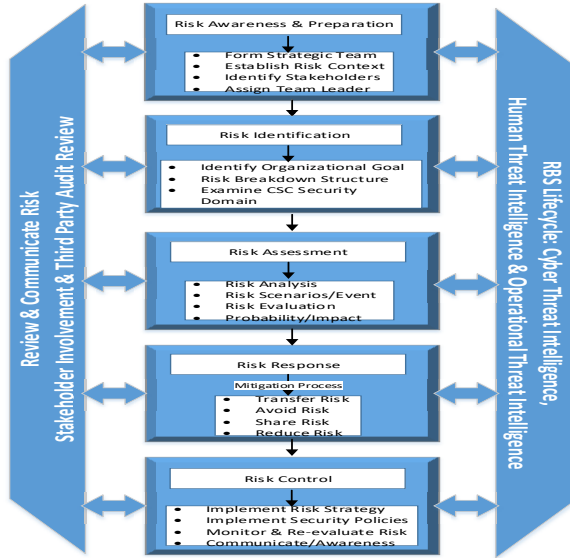 Risk Awareness & Preparation
Form Strategic Team
Establish Risk Context
Identify Stakeholders
Assign Team Leader
Risk Identification
Identify Organizational Goal
Risk Breakdown Structure
Examine CSC Security
Domain
Risk Assessment
Risk Analysis
Risk Scenarios/Event
Risk Evaluation
Probability/Impact
Risk Response
Mitigation Process
Transfer Risk
Avoid Risk
Share Risk
Reduce Risk
Risk Control
Implement Risk Strategy
Implement Security Policies
Monitor & Re-evaluate Risk
Communicate/Awareness
Review & Communicate Risk
Stakeholder Involvement & Third Party Audit Review
RBS Lifecycle: Cyber Threat Intelligence,
Human Threat Intelligence & Operational Threat Intelligence